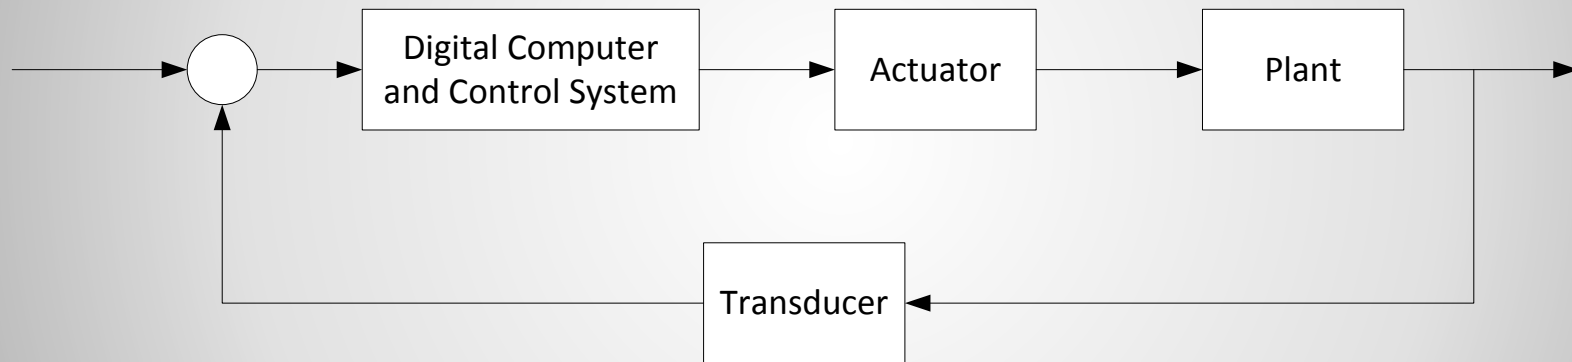 Digital Computer
and Control System
Actuator
Plant
Transducer